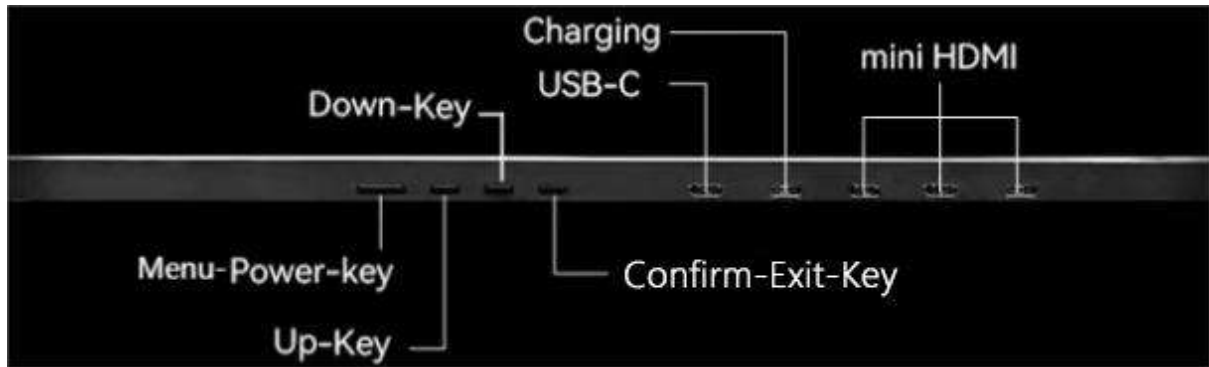 Charging
USB-C
mini HDMI
Down-Key
Menu-Power-key
Confirm-Exit-Key
Up-Key